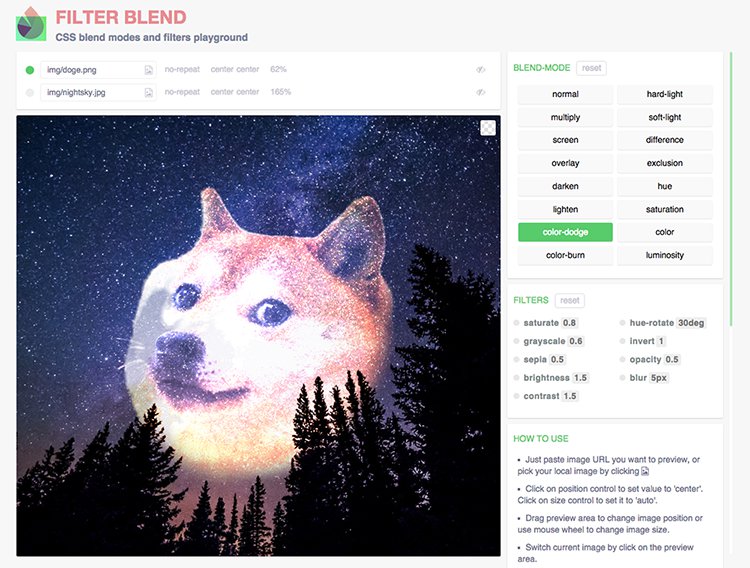 FILTER BLEND
CSS blend modes and filters playground
img/doge.png no-repeat center center 62%
img/nightsky.jpg no-repeat center center 165%
BLEND-MODE reset
normal hard-light
multiply soft-light
screen difference
overlay exclusion
darken hue
lighten saturation
color-dodge color
color-burn luminosity
FILTERS reset
saturate 0.8 hue-rotate 30deg
grayscale 0.6 invert 1
sepia 0.5 opacity 0.5
brightness 1.5 blur 5px
contrast 1.5
HOW TO USE
• Just paste image URL you want to preview, or
pick your local image by clicking
• Click on position control to set value to 'center'.
Click on size control to set it to 'auto'.
• Drag preview area to change image position or
use mouse wheel to change image size.
• Switch current image by click on the preview
area.